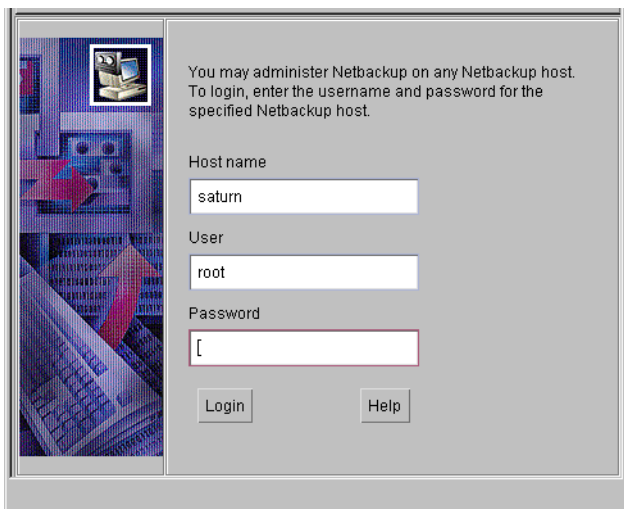 You may administer Netbackup on any Netbackup host.
To login, enter the username and password for the
specified Netbackup host.
Host name
saturn
User
root
Password
[
Login
Help